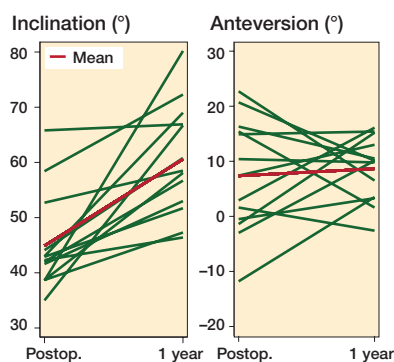 Inclination (°)
80
70
60
50
40
30
Mean
Postop.
1 year
Anteversion (°)
30
20
10
0
−10
−20
Postop.
1 year